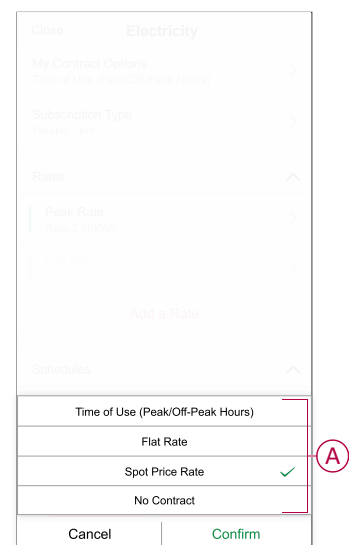 Close Electricity
My Contract Options
Time of Use (Peak/Off-Peak Hours)
Subscription Type
Rates
Peak Rate
Add a Rate
Schedules
Time of Use (Peak/Off-Peak Hours)
Flat Rate
Spot Price Rate
No Contract
A
Cancel Confirm